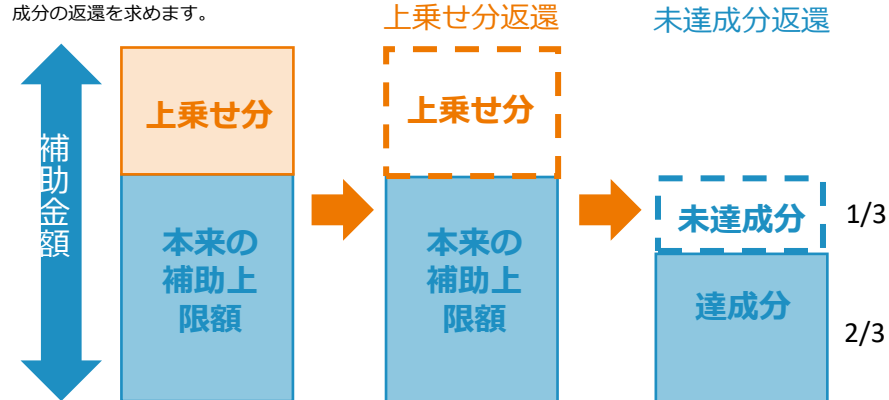 成分の返還を求めます。
上乗せ分返還
未達成分返還
補助金額
上乗せ分
本来の
補助上
限額
上乗せ分
本来の
補助上
限額
未達成分
達成分
1/3
2/3